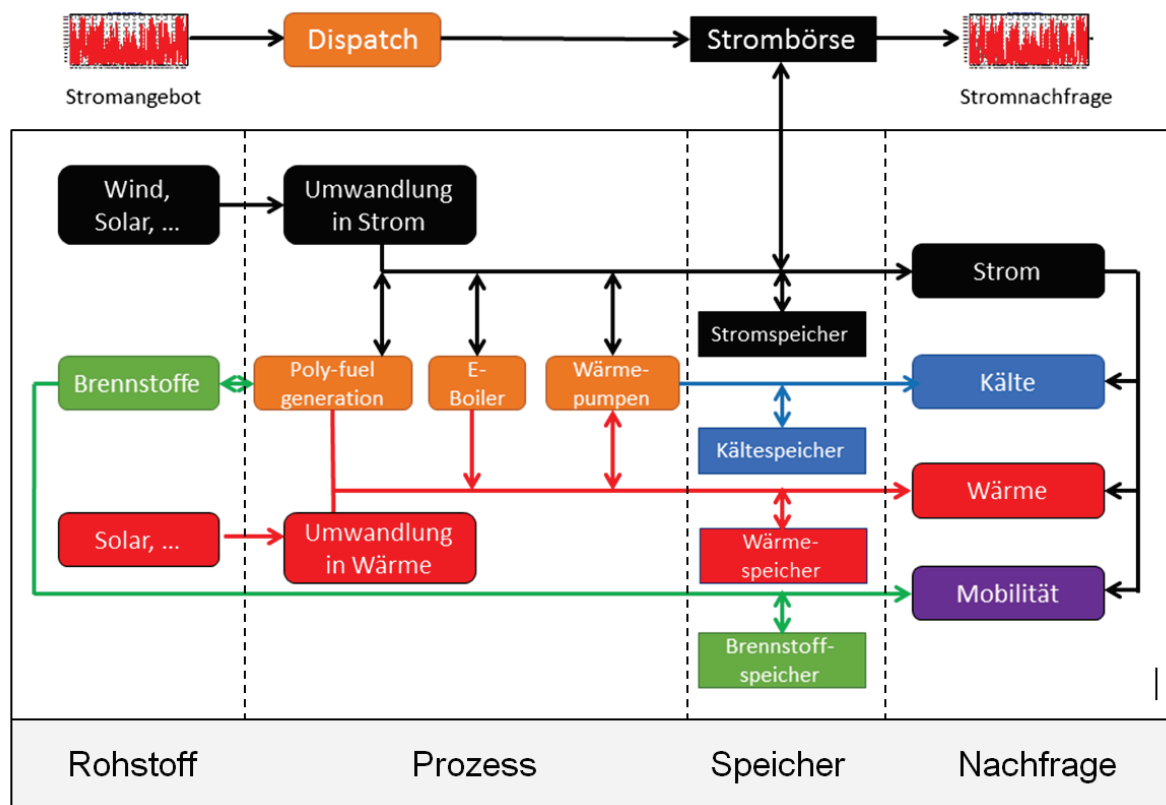 Dispatch
Strombörse
Stromangebot
Stromnachfrage
Wind,
Solar, ...
Umwandlung
in Strom
Strom
Stromspeicher
Brennstoffe
Poly-fuel
generation
E-
Boiler
Wärme-
pumpen
Kälte
Kältespeicher
Wärme
Solar, ...
Umwandlung
in Wärme
Wärme-
speicher
Mobilität
Brennstoff-
speicher
Rohstoff
Prozess
Speicher
Nachfrage